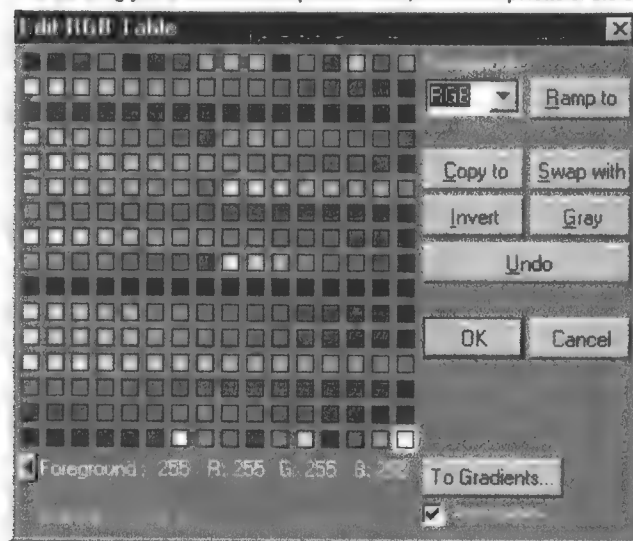 Edit RGB Table
RGB
Ramp to
Copy to
Swap with
Invert
Gray
Undo
OK
Cancel
Foreground: 255 R: 255 G: 255 B:
To Gradients...